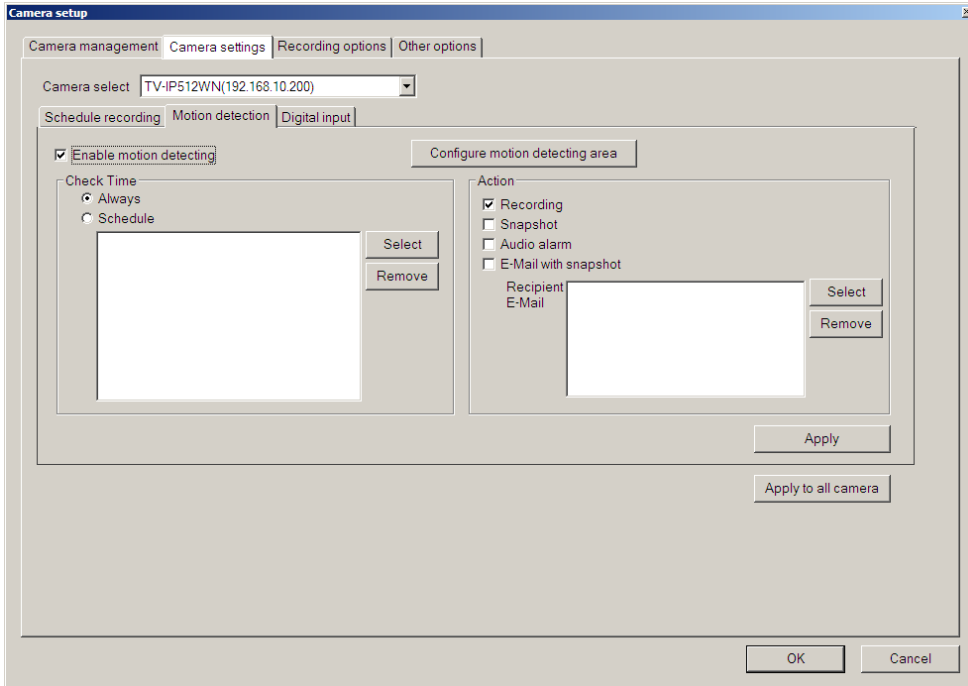 Camera setup
Camera management Camera settings Recording options Other options
Camera select TV-IP512WN(192.168.10.200)
Schedule recording Motion detection Digital input
Enable motion detecting Configure motion detecting area
Check Time
Always
Schedule
Select
Remove
Action
Recording
Snapshot
Audio alarm
E-Mail with snapshot
Recipient
E-Mail
Select
Remove
Apply
Apply to all camera
OK Cancel